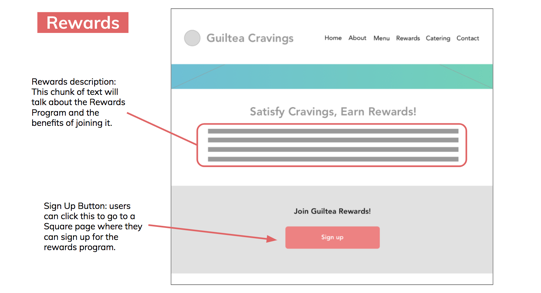 Rewards
Guiltea Cravings
Home About Menu Rewards Catering Contact
Rewards description:
This chunk of text will
talk about the Rewards
Program and the
benefits of joining it.
Satisfy Cravings, Earn Rewards!
Sign Up Button: users
can click this to go to a
Square page where they
can sign up for the
rewards program.
Join Guiltea Rewards!
Sign up